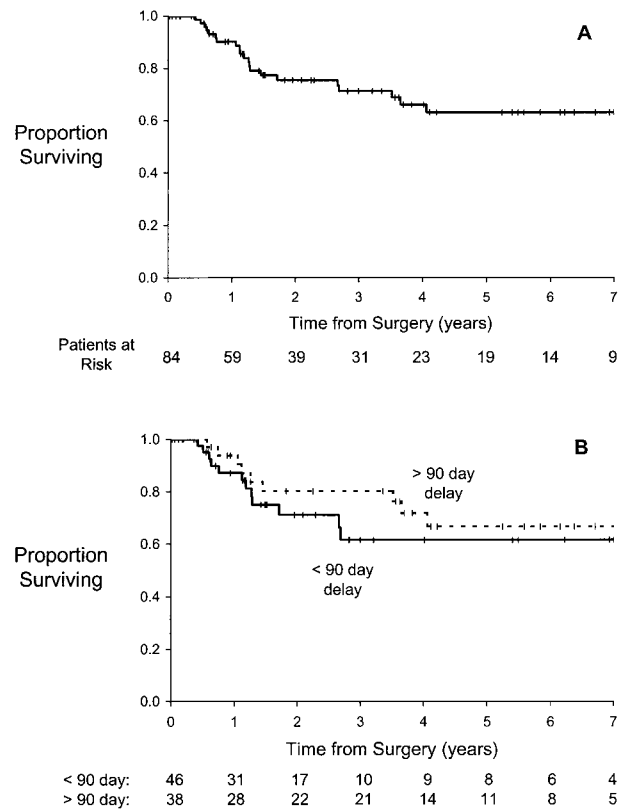 A
1.0
0.8
0.6
0.4
0.2
0.0
Proportion
Surviving
0 1 2 3 4 5 6 7
Time from Surgery (years)
Patients at
Risk
84 59 39 31 23 19 14 9
B
1.0
0.8
0.6
0.4
0.2
0.0
Proportion
Surviving
> 90 day
delay
< 90 day
delay
0 1 2 3 4 5 6 7
Time from Surgery (years)
< 90 day: 46 31 17 10 9 8 6 4
> 90 day: 38 28 22 21 14 11 8 5